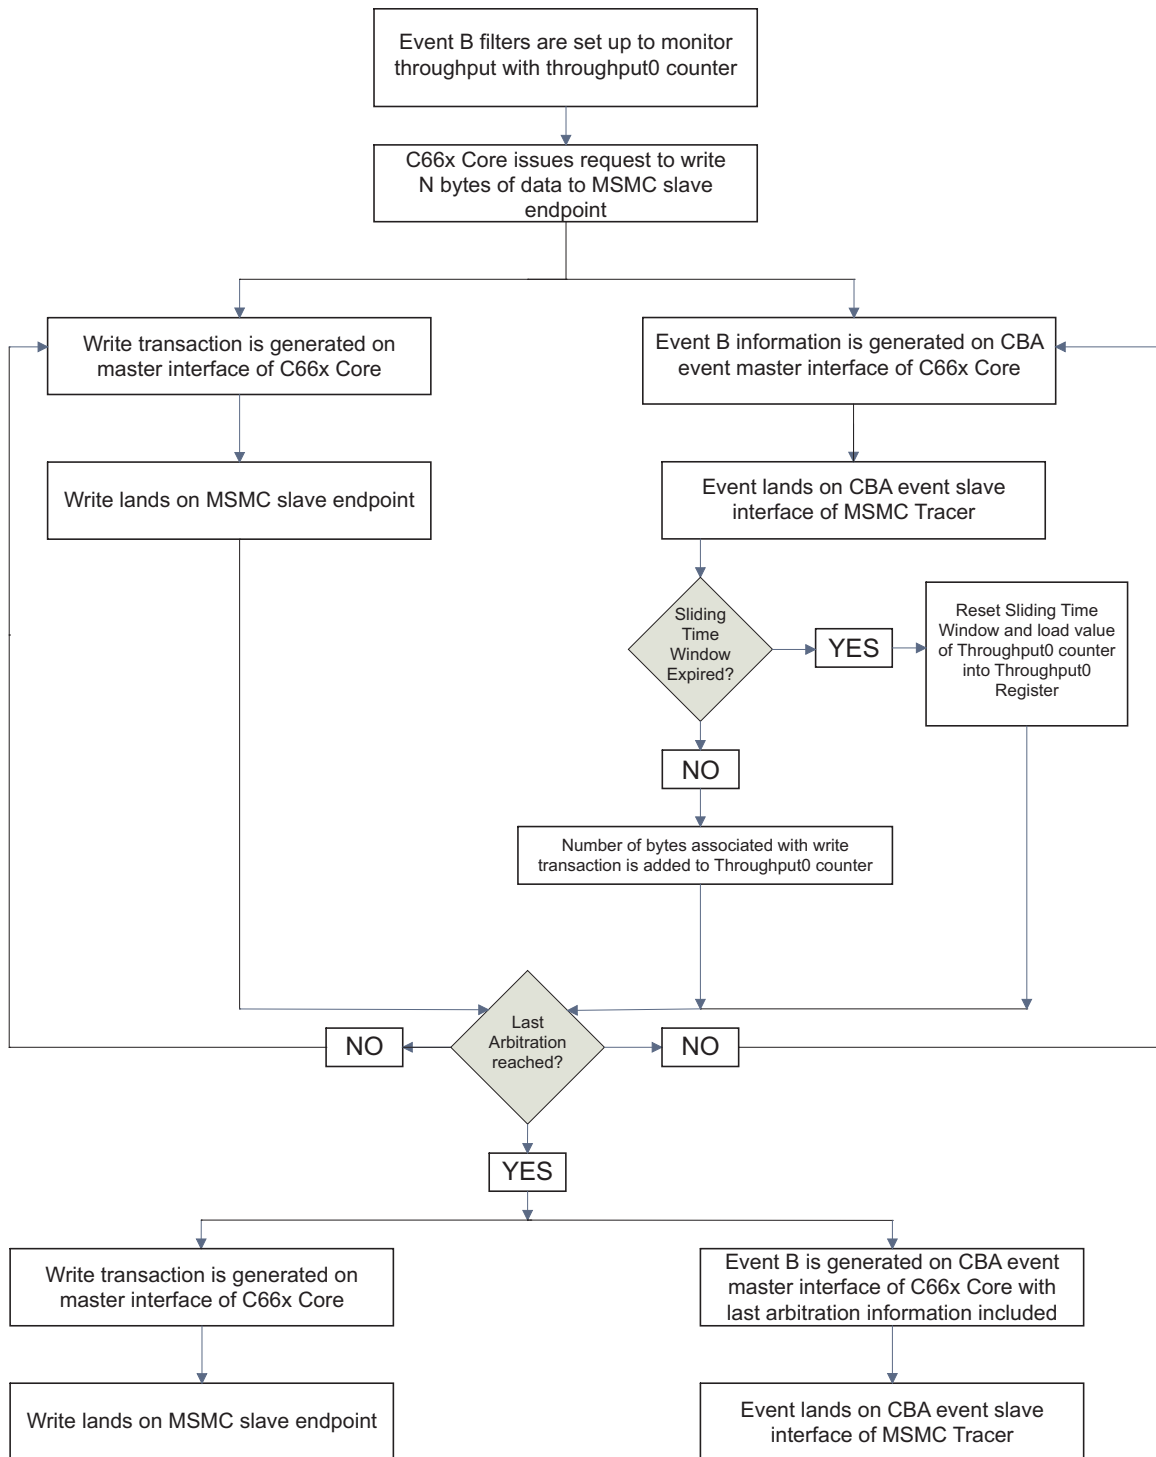 Event B filters are set up to monitor
throughput with throughput0 counter
C66x Core issues request to write
N bytes of data to MSMC slave
endpoint
Write transaction is generated on
master interface of C66x Core
Event B information is generated on CBA
event master interface of C66x Core
Write lands on MSMC slave endpoint
Event lands on CBA event slave
interface of MSMC Tracer
Sliding
Time
Window
Expired?
YES
Reset Sliding Time
Window and load value
of Throughput0 counter
into Throughput0
Register
NO
Number of bytes associated with write
transaction is added to Throughput0 counter
Last
Arbitration
reached?
NO
NO
YES
Write transaction is generated on
master interface of C66x Core
Event B is generated on CBA event
master interface of C66x Core with
last arbitration information included
Write lands on MSMC slave endpoint
Event lands on CBA event slave
interface of MSMC Tracer